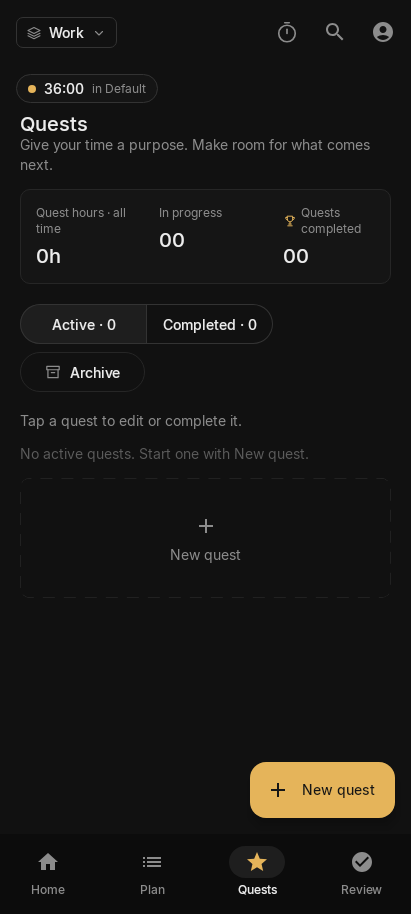 Work
36:00 in Default
Quests
Give your time a purpose. Make room for what comes
next.
Quest hours · all
time
0h
In progress
00
Quests
completed
00
Active · 0
Completed · 0
Archive
Tap a quest to edit or complete it.
No active quests. Start one with New quest.
New quest
New quest
Home
Plan
Quests
Review